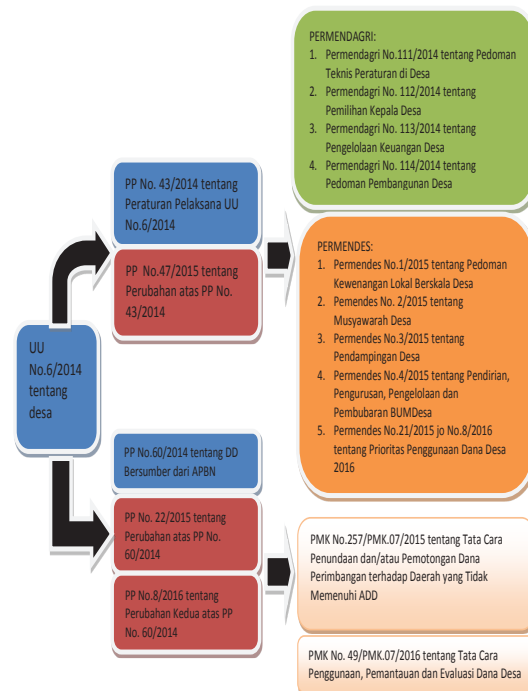 UU
No.6/2014
tentang
desa
PP No. 43/2014 tentang
Peraturan Pelaksana UU
No.6/2014
PP No.47/2015 tentang
Perubahan atas PP No.
43/2014
PERMENDAGRI:
1. Permendagri No.111/2014 tentang Pedoman
Teknis Peraturan di Desa
2. Permendagri No. 112/2014 tentang
Pemilihan Kepala Desa
3. Permendagri No. 113/2014 tentang
Pengelolaan Keuangan Desa
4. Permendagri No. 114/2014 tentang
Pedoman Pembangunan Desa
PERMENDES:
1. Permendes No.1/2015 tentang Pedoman
Kewenangan Lokal Berskala Desa
2. Pemendes No. 2/2015 tentang
Musyawarah Desa
3. Permendes No.3/2015 tentang
Pendampingan Desa
4. Permendes No.4/2015 tentang Pendirian,
Pengurusan, Pengelolaan dan
Pembubaran BUMDesa
5. Permendes No.21/2015 jo No.8/2016
tentang Prioritas Penggunaan Dana Desa
2016
PP No.60/2014 tentang DD
Bersumber dari APBN
PP No. 22/2015 tentang
Perubahan atas PP No.
60/2014
PP No.8/2016 tentang
Perubahan Kedua atas PP
No. 60/2014
PMK No.257/PMK.07/2015 tentang Tata Cara
Penundaan dan/atau Pemotongan Dana
Perimbangan terhadap Daerah yang Tidak
Memenuhi ADD
PMK No. 49/PMK.07/2016 tentang Tata Cara
Penggunaan, Pemantauan dan Evaluasi Dana Desa